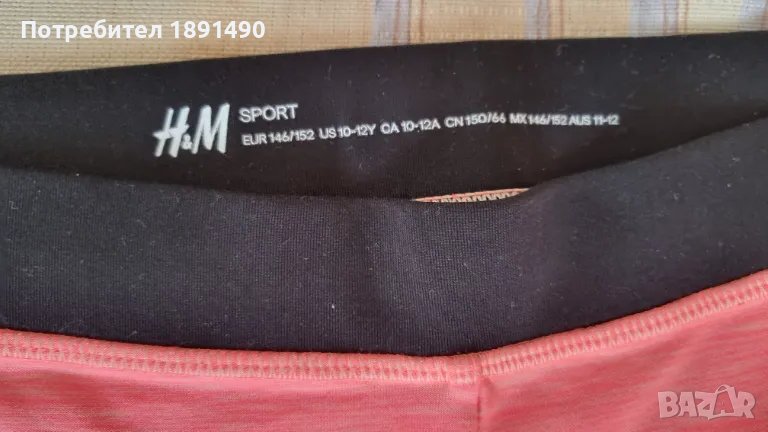 Потребител 1891490
H&M SPORT
EUR 146/152 US 10-12Y CA 10-12A CN 150/66 MX 146/152 AUS 11-12
BAZAR